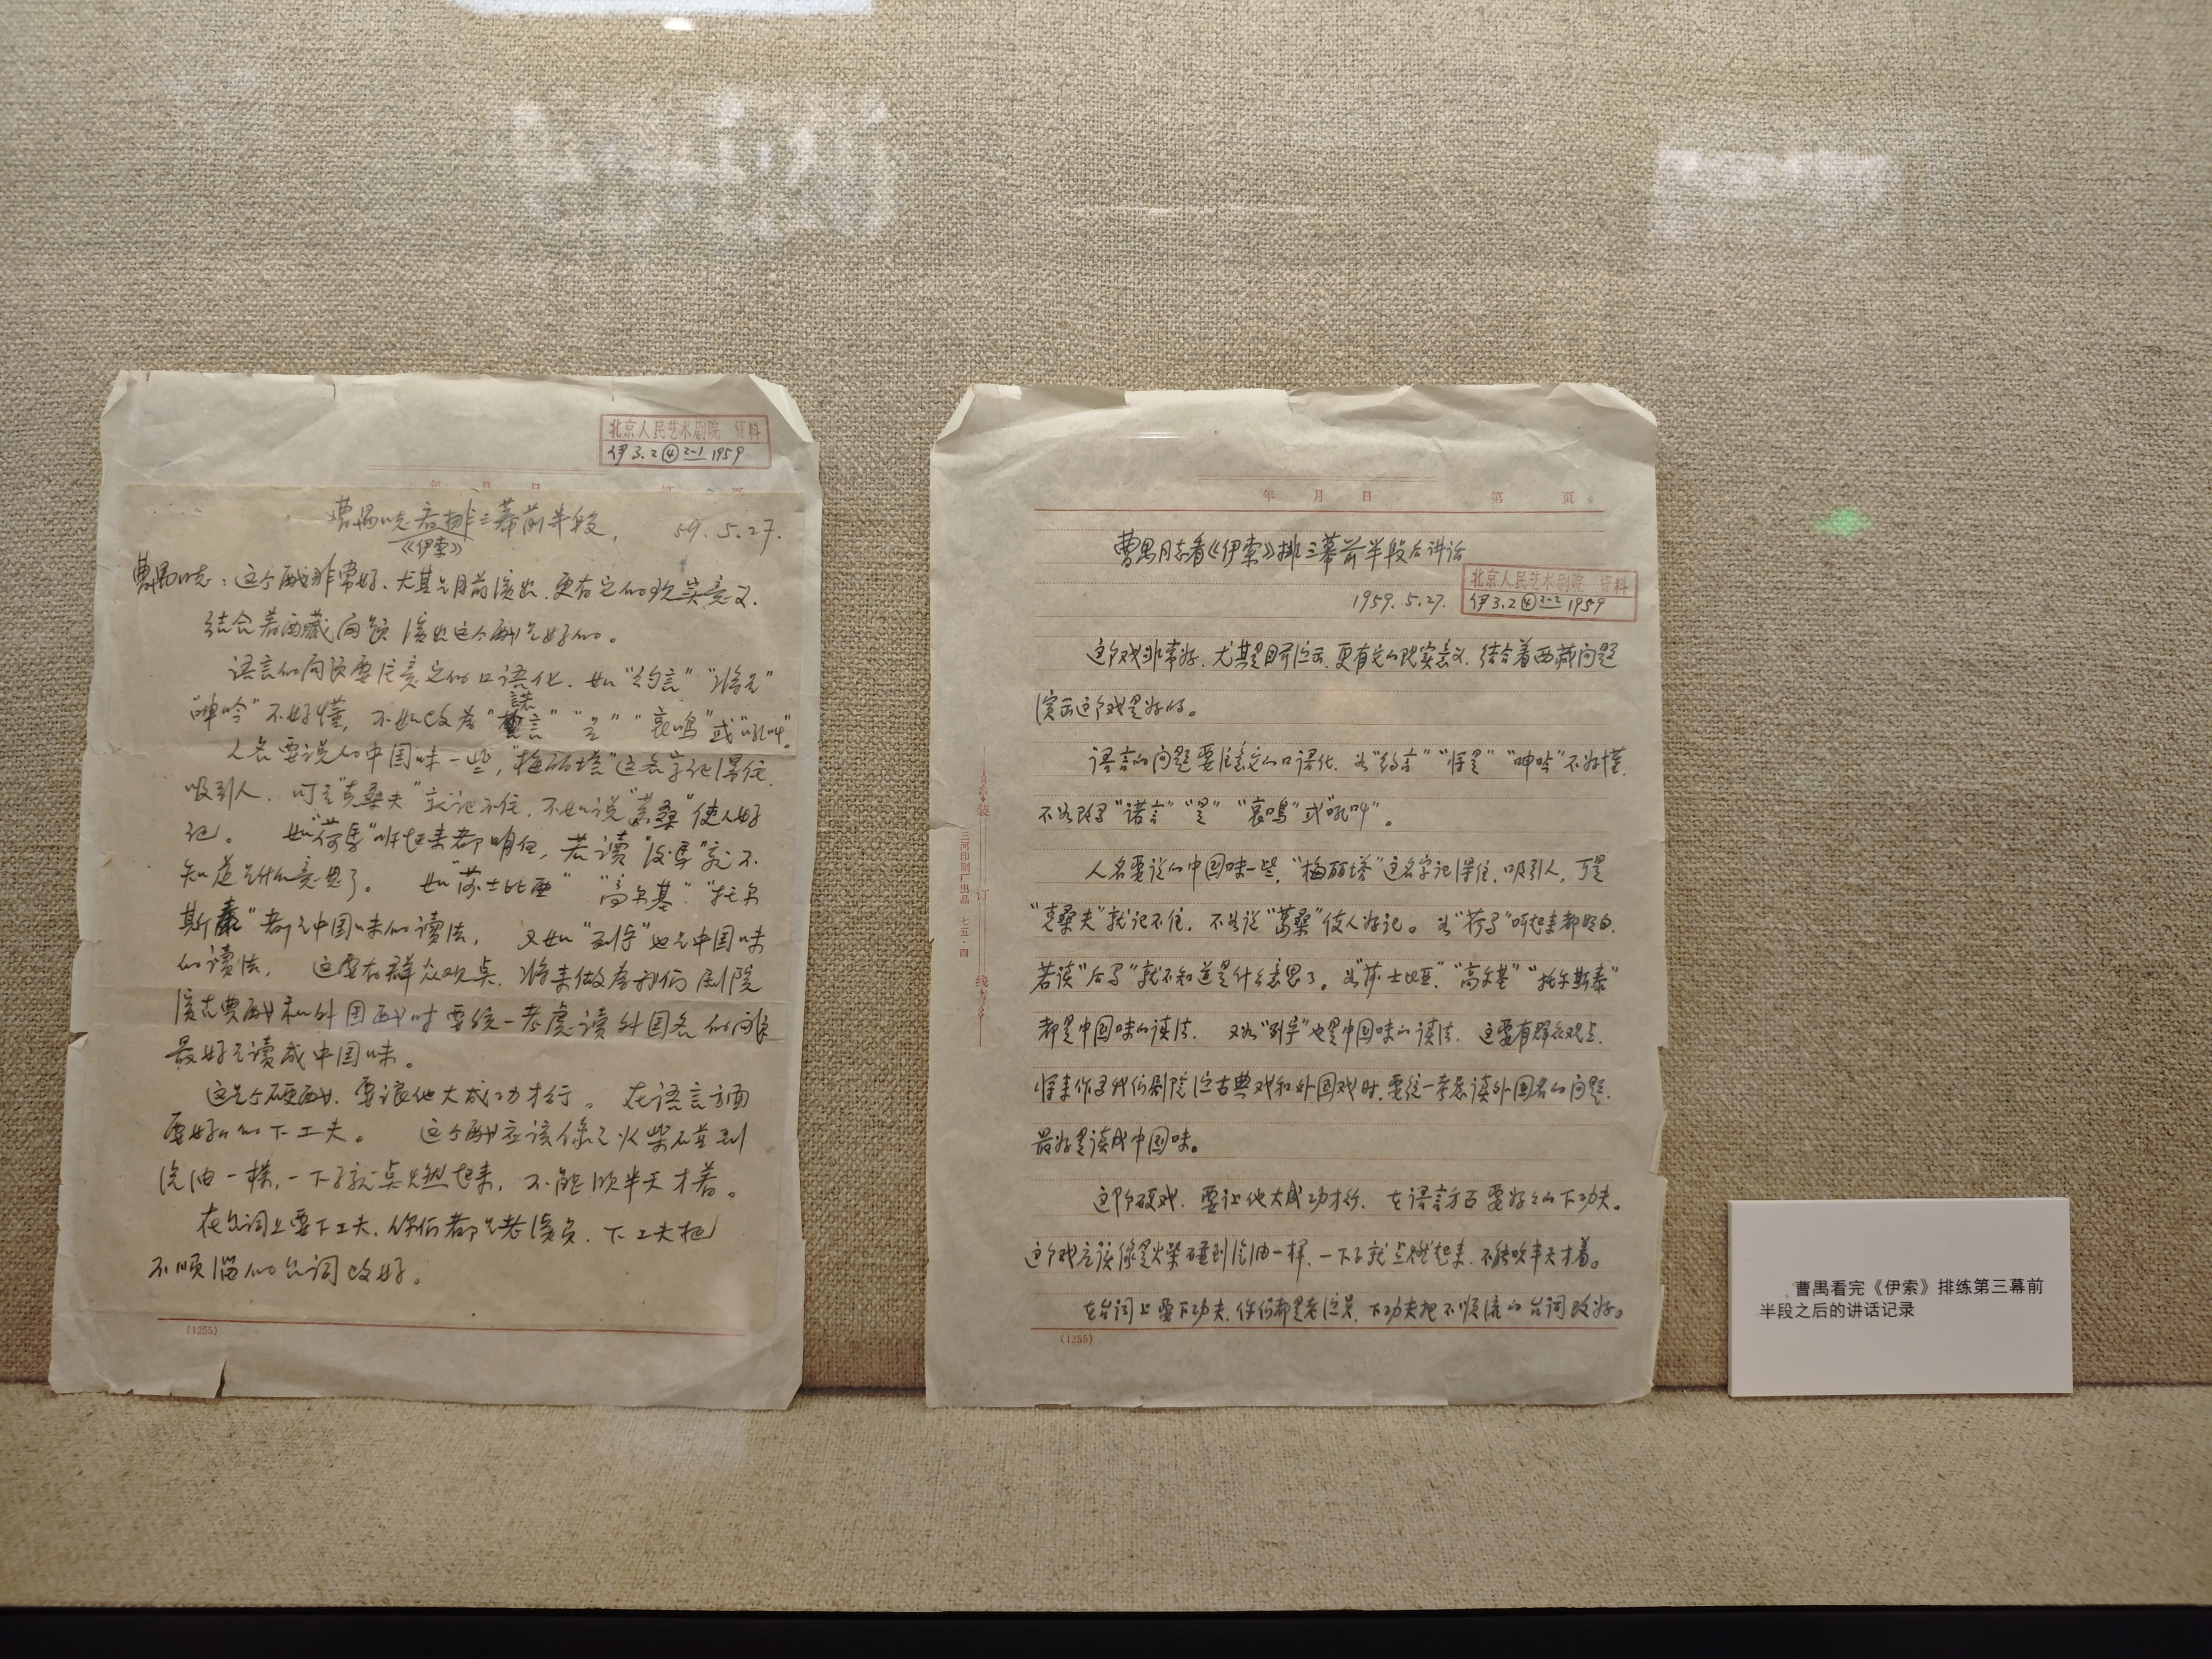 北京人民艺术剧院 资料
伊3.2④2-1 1959
年 月 日 第 页
曹禺同志看排三幕前半段, 59.5.27.
《伊索》
曹禺同志：这个戏非常好、尤其是目前演出、更有它的现实意义.
结合着西藏问题演出这个戏是好的。
语言的问题要注意它的口语化、如“约言”“将是”
“呻吟”不好懂，不如改为“諾言”“是”“哀鸣”或“吼叫”。
人名要说的中国味一些，“梅丽塔”这名字记得住.
吸引人、可是“克桑夫”就记不住、不如说“葛桑”使人好
记。 如“荷马”听起来都明白，若读“后马”就不
知道是什么意思了。 如“莎士比亚”“高尔基”“托尔
斯泰”都是中国味的读法， 又如“列宁”也是中国味
的读法， 这要有群众观点、将来做为我们剧院
演古典戏和外国戏时要统一考虑读外国名的问题
最好是读成中国味。
这是个硬戏、要让他大成功才行。 在语言方面
要好好的下工夫。 这个戏应该像是火柴碰到
汽油一样，一下子就点燃起来，不能吹半天才着。
在台词上要下工夫、你们都是老演员、下工夫把
不顺溜的台词改好。
(1255)
年 月 日 第 页
曹禺同志看《伊索》排三幕前半段后讲话
1959.5.27.
北京人民艺术剧院 资料
伊3.2④2-2 1959
这个戏非常好、尤其是目前演出、更有它的现实意义、结合着西藏问题
演出这个戏是好的。
语言的问题要注意它的口语化、如“约言”“将是”“呻吟”不好懂、
不如改为“诺言”“是”“哀鸣”或“吼叫”。
人名要说的中国味一些，“梅丽塔”这名字记得住、吸引人，可是
“克桑夫”就记不住、不如说“葛桑”使人好记。如“荷马”听起来都明白、
若读“后马”就不知道是什么意思了。如“莎士比亚”“高尔基”“托尔斯泰”
都是中国味的读法、 又如“列宁”也是中国味的读法、 这要有群众观点、
将来作为我们剧院演古典戏和外国戏时、要统一考虑读外国名的问题、
最好是读成中国味。
这个硬戏、要让他大成功才行、在语言方面要好好的下功夫。
这个戏应该像是火柴碰到汽油一样、一下子就点燃起来、不能吹半天才着。
在台词上要下功夫、你们都是老演员、下功夫把不顺流的台词改好。
(1255)
装
订
线
三河印刷厂出品 七五·四
曹禺看完《伊索》排练第三幕前
半段之后的讲话记录